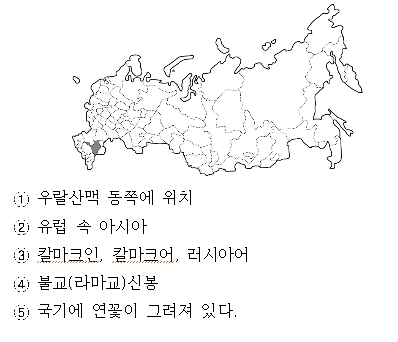 ① 우랄산맥 동쪽에 위치
② 유럽 속 아시아
③ 칼마크인, 칼마크어, 러시아어
④ 불교(라마교)신봉
⑤ 국기에 연꽃이 그려져 있다.